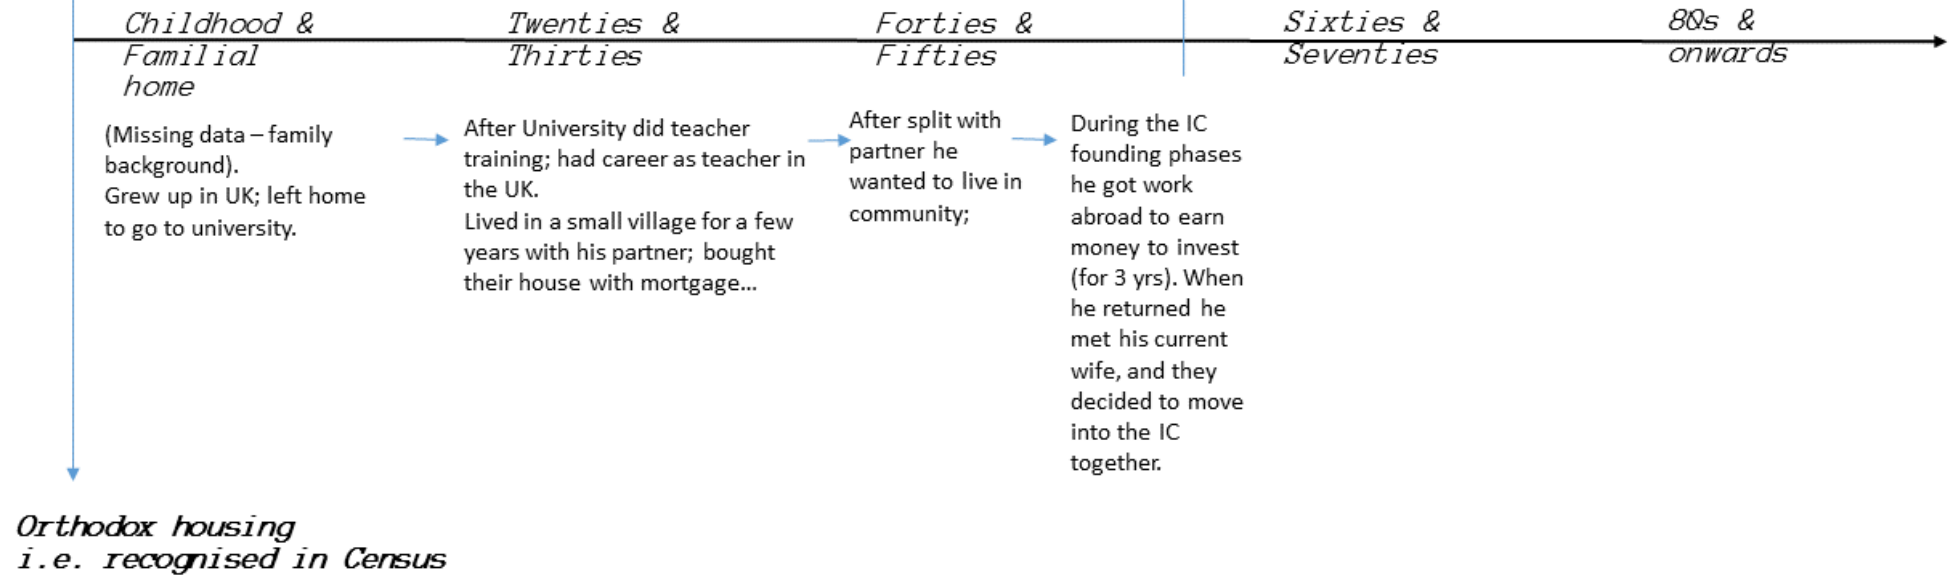 Childhood &
Familial
home
Twenties &
Thirties
Forties &
Fifties
Sixties &
Seventies
80s &
onwards
(Missing data – family
background).
Grew up in UK; left home
to go to university.
After University did teacher
training; had career as teacher in
the UK.
Lived in a small village for a few
years with his partner; bought
their house with mortgage...
After split with
partner he
wanted to live in
community;
During the IC
founding phases
he got work
abroad to earn
money to invest
(for 3 yrs). When
he returned he
met his current
wife, and they
decided to move
into the IC
together.
Orthodox housing
i.e. recognised in Census